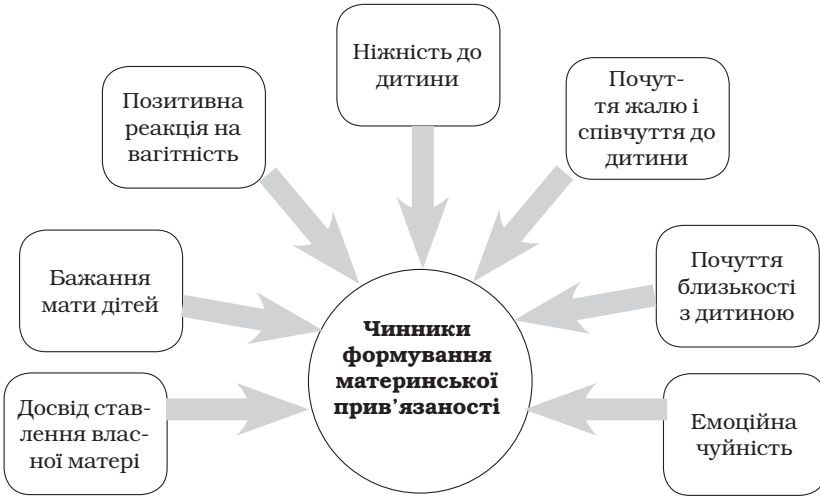 Ніжність до
дитини
Позитивна
реакція на
вагітність
Почут-
тя жалю і
співчуття до
дитини
Бажання
мати дітей
Почуття
близькості
з дитиною
Чинники
формування
материнської
прив’язаності
Досвід став-
лення влас-
ної матері
Емоційна
чуйність